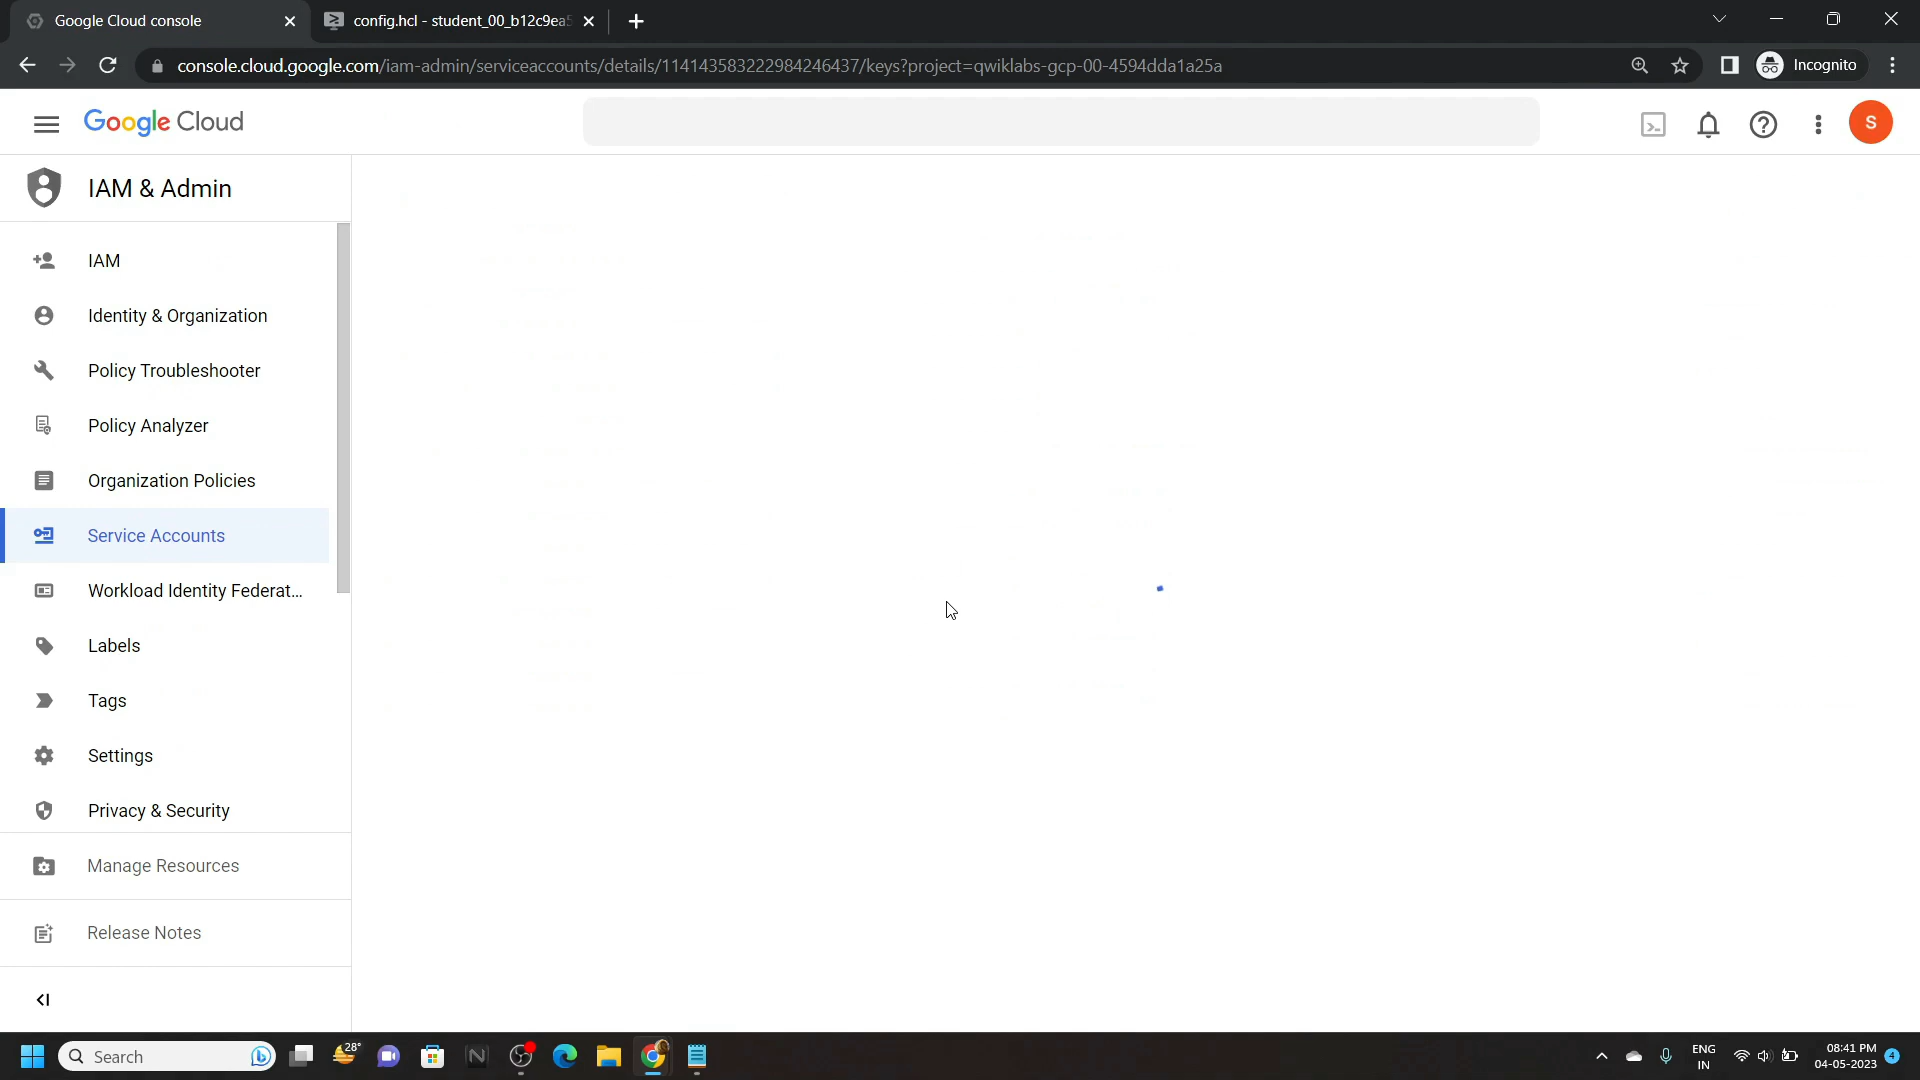 Google Cloud console
config.hcl - student_00_b12c9ea5
console.cloud.google.com/iam-admin/serviceaccounts/details/114143583222984246437/keys?project=qwiklabs-gcp-00-4594dda1a25a
Incognito
Google Cloud
S
IAM & Admin
IAM
Identity & Organization
Policy Troubleshooter
Policy Analyzer
Organization Policies
Service Accounts
Workload Identity Federat...
Labels
Tags
Settings
Privacy & Security
Manage Resources
Release Notes
Search
28°
ENG
IN
08:41 PM
04-05-2023
4